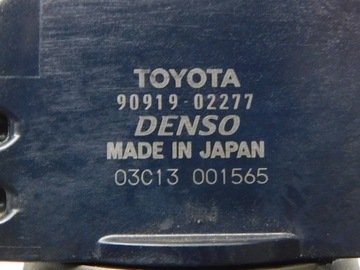 TOYOTA
90919-02277
DENSO
MADE IN JAPAN
03C13 001565